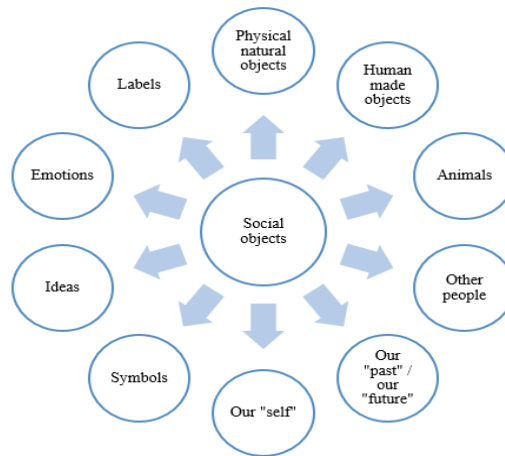 Physical
natural
objects
Human
made
objects
Animals
Other
people
Our
"past" /
our
"future"
Our "self"
Symbols
Ideas
Emotions
Labels
Social
objects